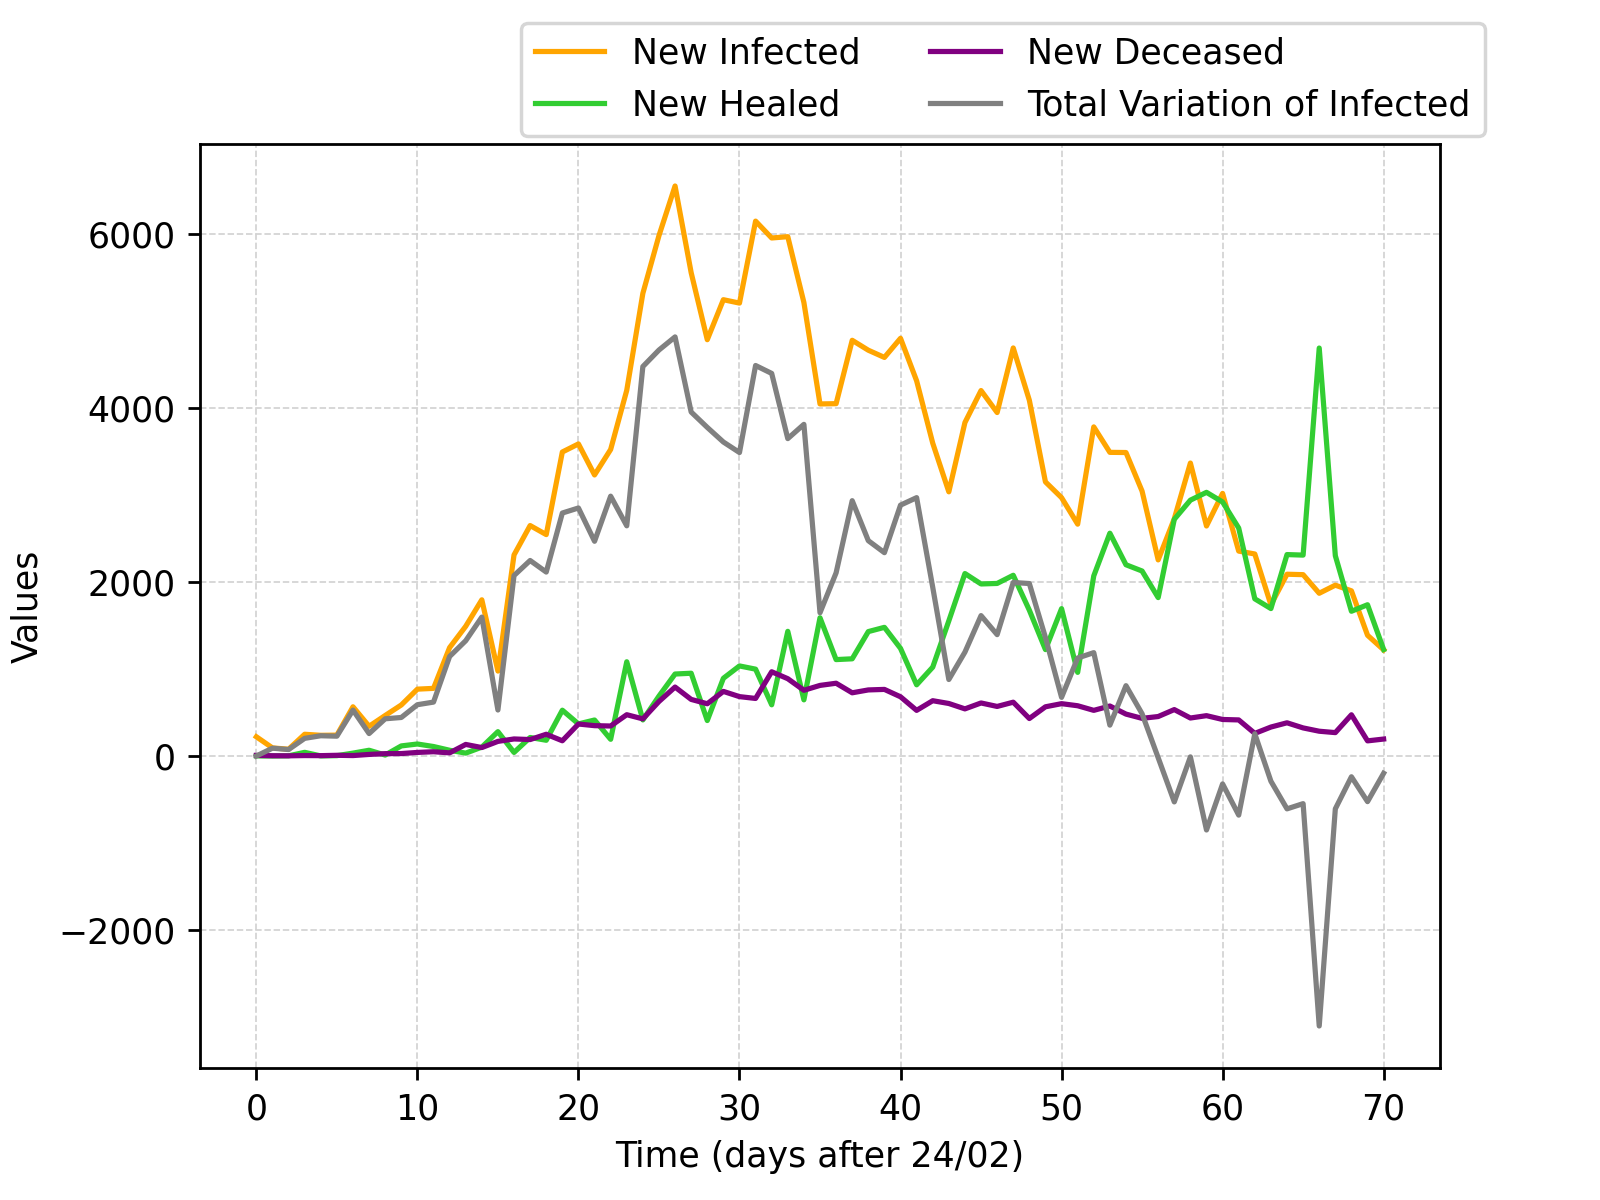 New Infected
New Healed
New Deceased
Total Variation of Infected
Values
6000
4000
2000
0
−2000
0 10 20 30 40 50 60 70
Time (days after 24/02)